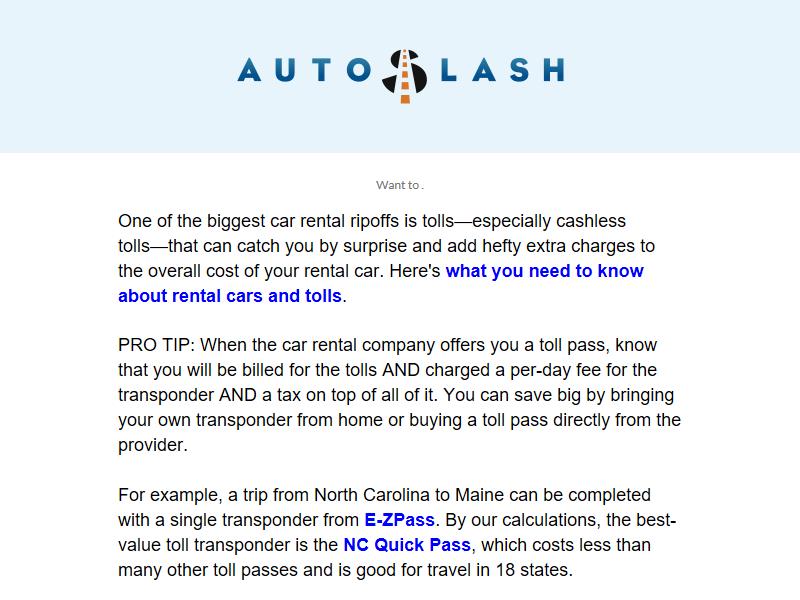 AUTOSLASH
Want to .
One of the biggest car rental ripoffs is tolls—especially cashless
tolls—that can catch you by surprise and add hefty extra charges to
the overall cost of your rental car. Here's what you need to know
about rental cars and tolls.
PRO TIP: When the car rental company offers you a toll pass, know
that you will be billed for the tolls AND charged a per-day fee for the
transponder AND a tax on top of all of it. You can save big by bringing
your own transponder from home or buying a toll pass directly from the
provider.
For example, a trip from North Carolina to Maine can be completed
with a single transponder from E-ZPass. By our calculations, the best-
value toll transponder is the NC Quick Pass, which costs less than
many other toll passes and is good for travel in 18 states.